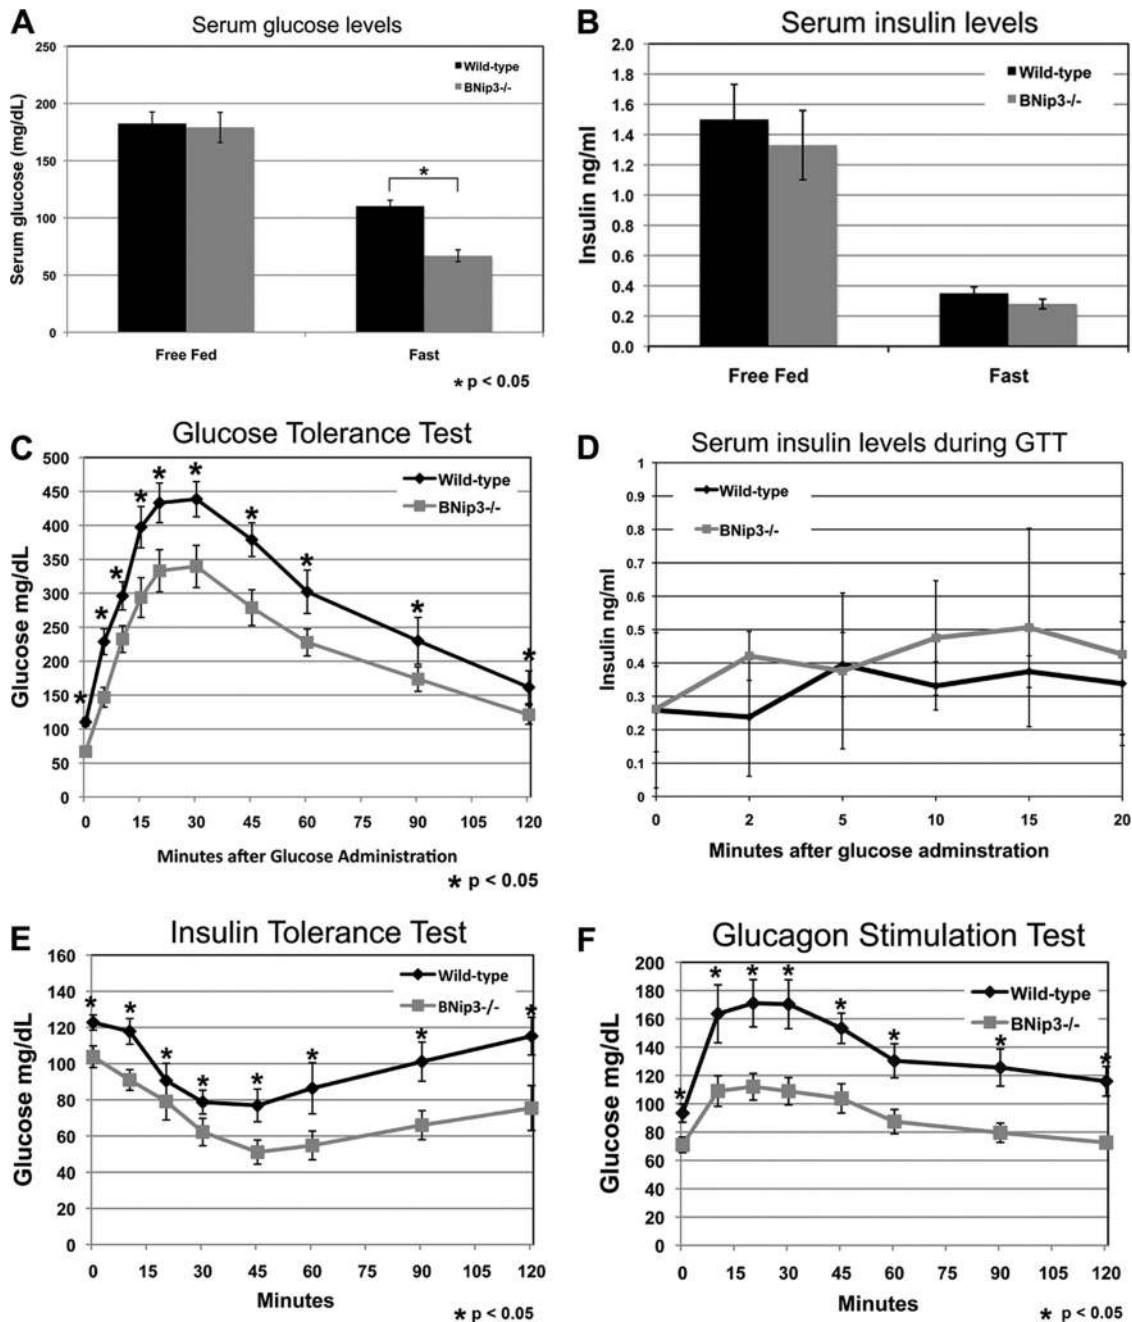 A
Serum glucose levels
250
200
150
100
50
0
Serum glucose (mg/dL)
Wild-type
BNip3-/-
*
Free Fed
Fast
* p < 0.05
B
Serum insulin levels
2.0
1.8
1.6
1.4
1.2
1.0
0.8
0.6
0.4
0.2
0.0
Insulin ng/ml
Wild-type
BNip3-/-
Free Fed
Fast
C
Glucose Tolerance Test
500
450
400
350
300
250
200
150
100
50
0
Glucose mg/dL
Wild-type
BNip3-/-
* * * * * * * * * *
0 15 30 45 60 75 90 105 120
Minutes after Glucose Administration
* p < 0.05
D
Serum insulin levels during GTT
1
0.9
0.8
0.7
0.6
0.5
0.4
0.3
0.2
0.1
0
Insulin ng/ml
Wild-type
BNip3-/-
0 2 5 10 15 20
Minutes after glucose adminstration
E
Insulin Tolerance Test
160
140
120
100
80
60
40
20
0
Glucose mg/dL
Wild-type
BNip3-/-
* * * * * * * *
0 15 30 45 60 75 90 105 120
Minutes
* p < 0.05
F
Glucagon Stimulation Test
200
180
160
140
120
100
80
60
40
20
0
Glucose mg/dL
Wild-type
BNip3-/-
* * * * * * * *
0 15 30 45 60 75 90 105 120
Minutes
* p < 0.05